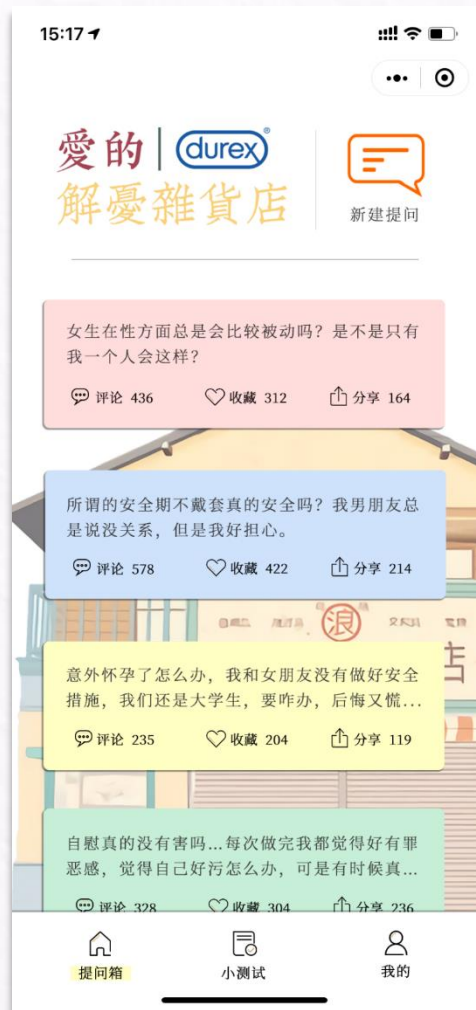 15:17
愛的 | durex
解憂雜貨店
新建提问
女生在性方面总是会比较被动吗？是不是只有
我一个人会这样？
评论 436 收藏 312 分享 164
所谓的安全期不戴套真的安全吗？我男朋友总
是说没关系，但是我好担心。
评论 578 收藏 422 分享 214
浪
店
意外怀孕了怎么办，我和女朋友没有做好安全
措施，我们还是大学生，要咋办，后悔又慌...
评论 235 收藏 204 分享 119
自慰真的没有害吗...每次做完我都觉得好有罪
恶感，觉得自己好污怎么办，可是有时候真...
评论 328 收藏 304 分享 236
提问箱 小测试 我的